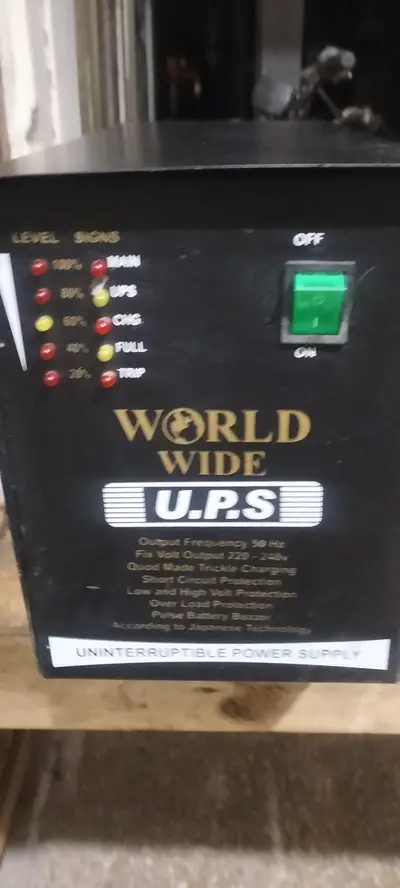 LEVEL SIGNS
OFF
100% MAIN
80% UPS
60% CHG
40% FULL
20% TRIP
ON
WORLD
WIDE
U.P.S
Output Frequency 50 Hz
Fix Volt Output 220 - 240v
Quod Made Trickle Charging
Short Circuit Protection
Low and High Volt Protection
Over Load Protection
Pulse Battery Buzzer
According to Japanese Technology
UNINTERRUPTIBLE POWER SUPPLY